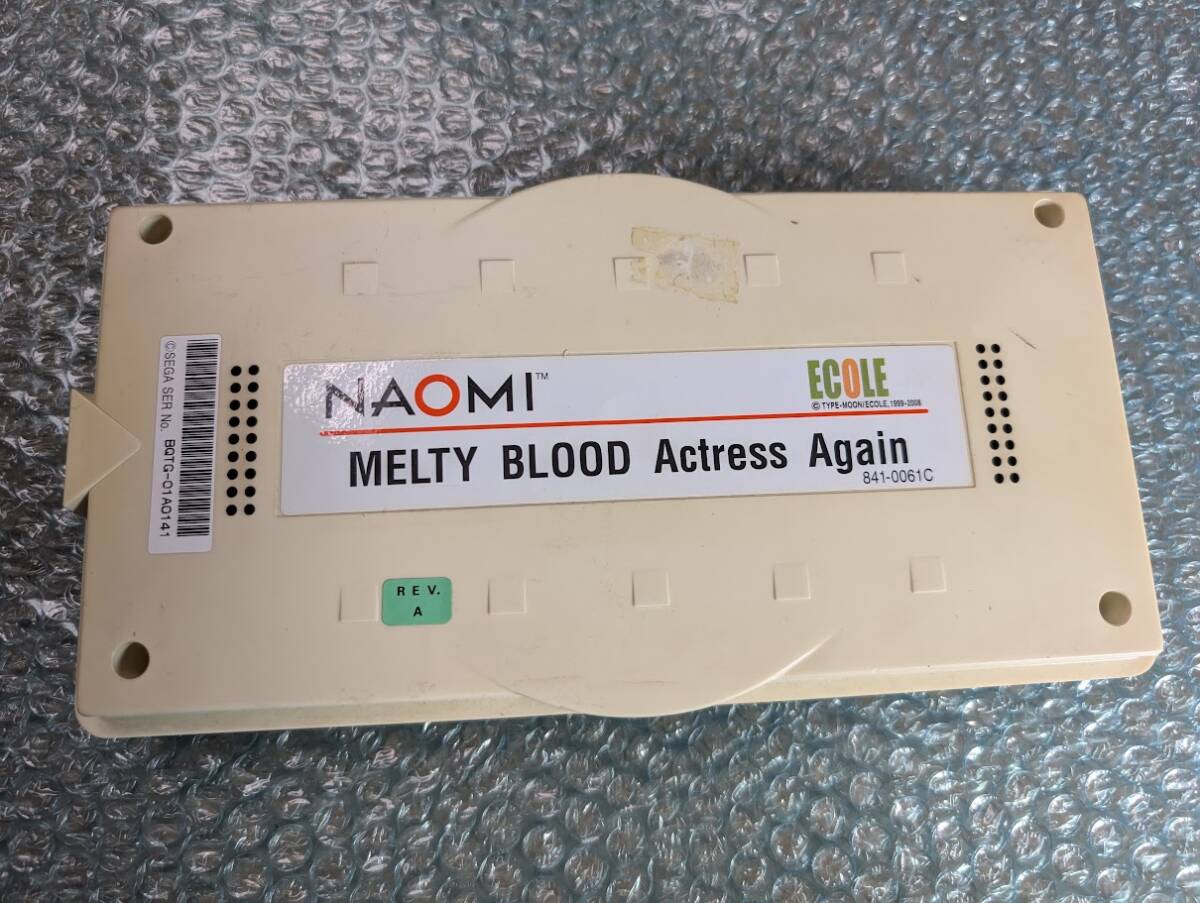 ©SEGA SER No. BQTG-01A0141
NAOMI™
ECOLE
© TYPE-MOON/ECOLE, 1999-2008
MELTY BLOOD Actress Again
841-0061C
REV.
A